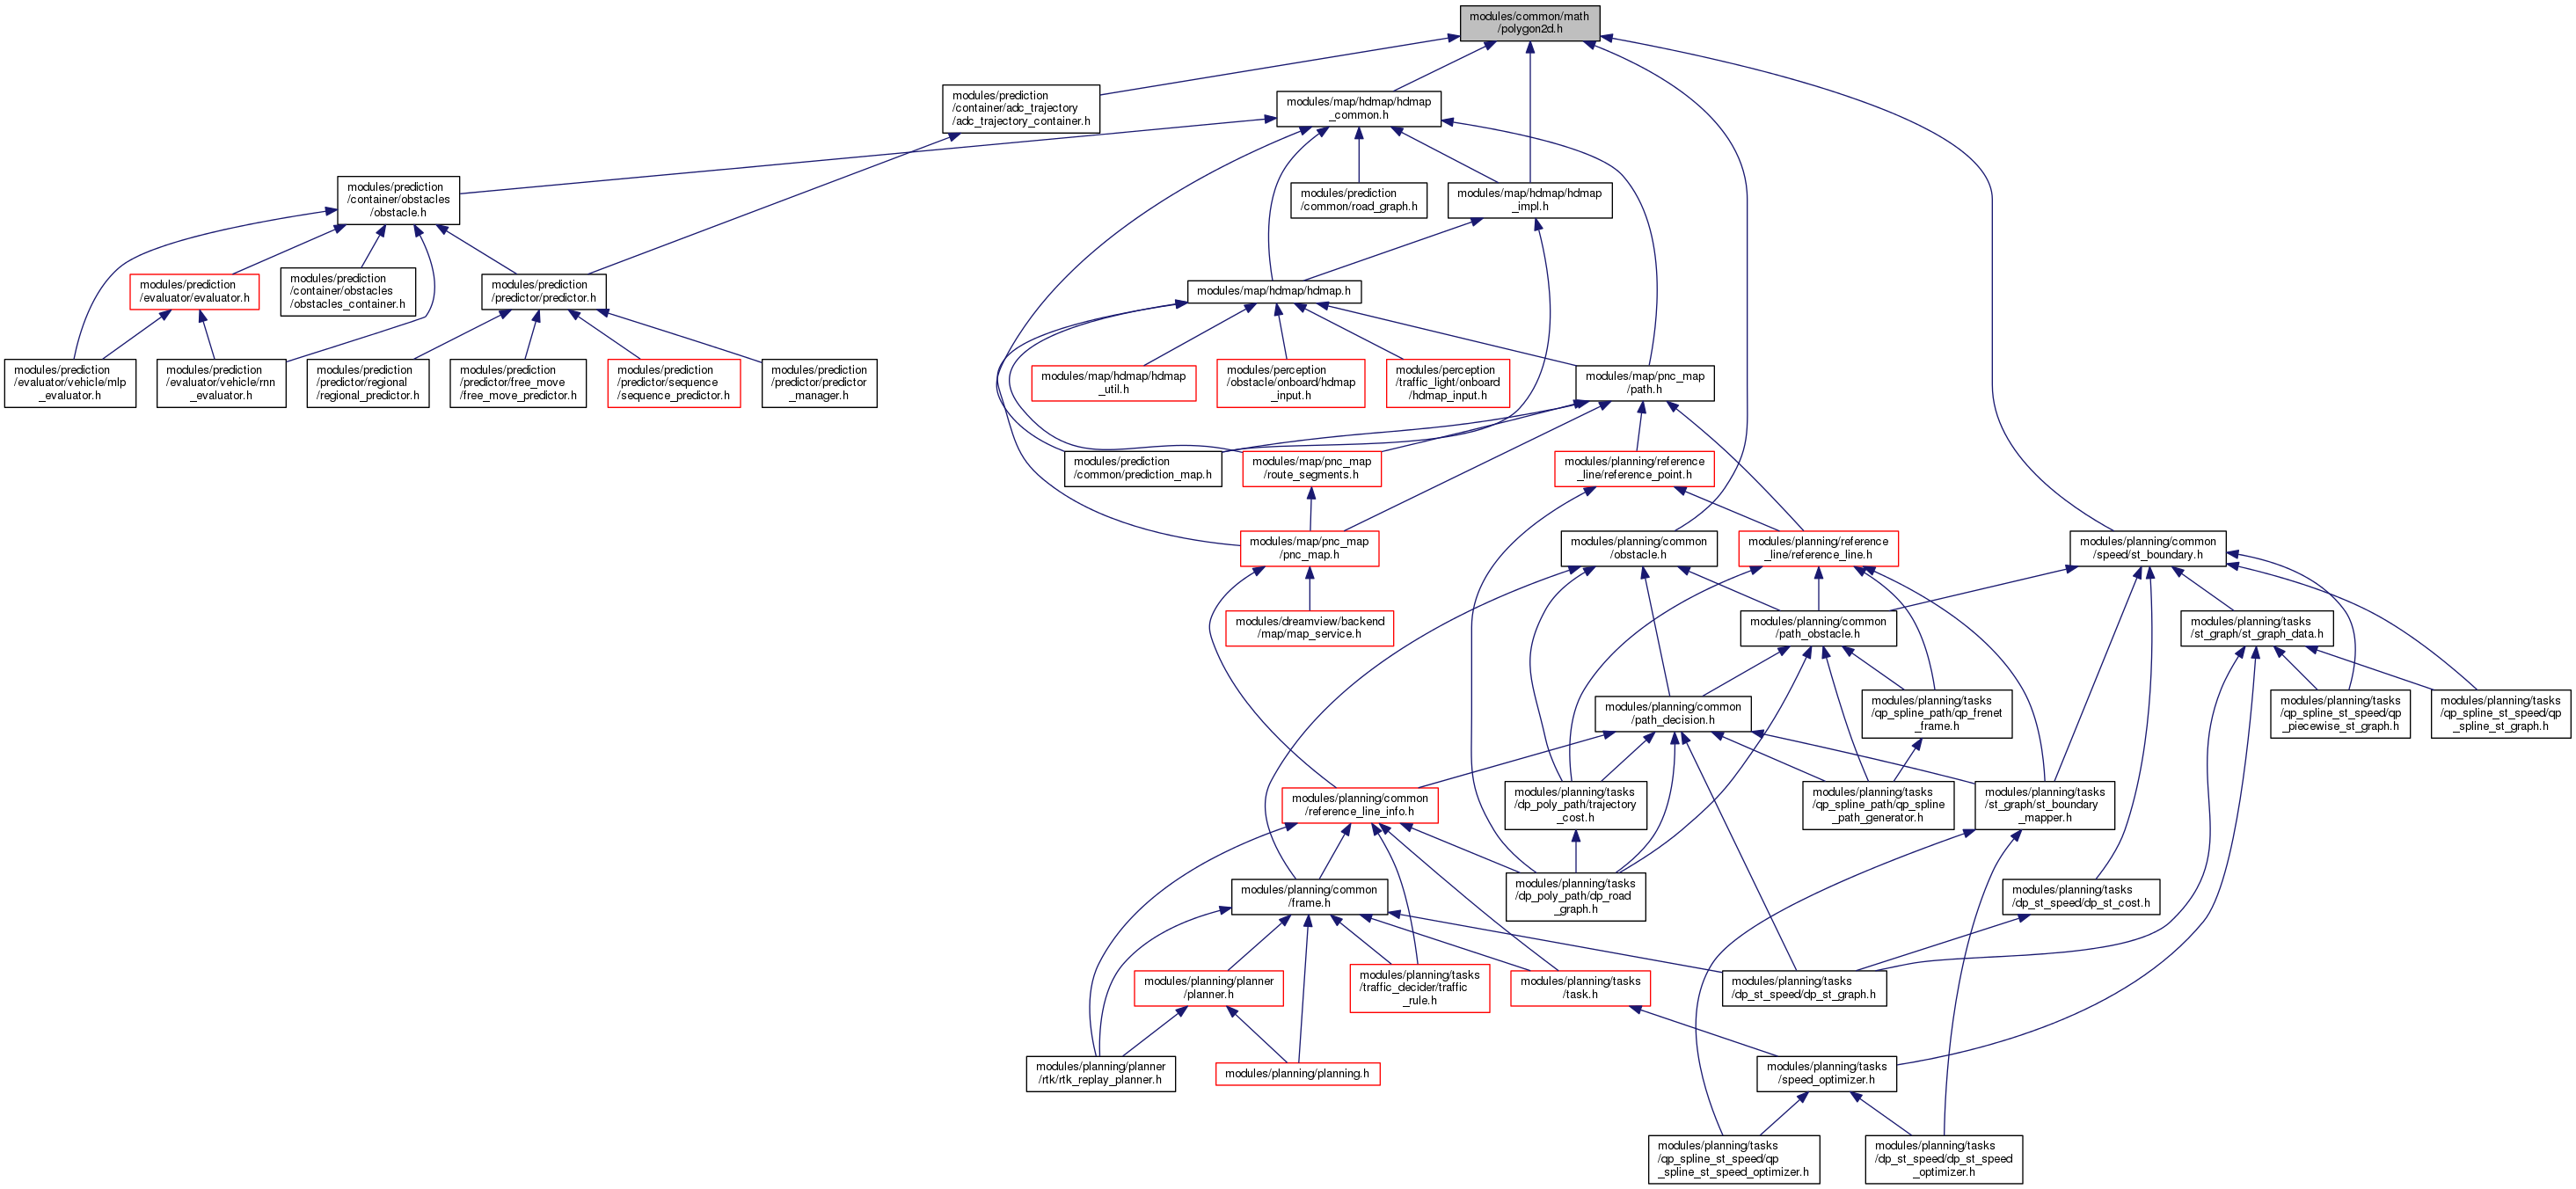 modules/common/math
/polygon2d.h
modules/prediction
/container/adc_trajectory
/adc_trajectory_container.h
modules/map/hdmap/hdmap
_common.h
modules/prediction
/container/obstacles
/obstacle.h
modules/prediction
/common/road_graph.h
modules/map/hdmap/hdmap
_impl.h
modules/prediction
/evaluator/evaluator.h
modules/prediction
/container/obstacles
/obstacles_container.h
modules/prediction
/predictor/predictor.h
modules/map/hdmap/hdmap.h
modules/prediction
/evaluator/vehicle/mlp
_evaluator.h
modules/prediction
/evaluator/vehicle/rnn
_evaluator.h
modules/prediction
/predictor/regional
/regional_predictor.h
modules/prediction
/predictor/free_move
/free_move_predictor.h
modules/prediction
/predictor/sequence
/sequence_predictor.h
modules/prediction
/predictor/predictor
_manager.h
modules/map/hdmap/hdmap
_util.h
modules/perception
/obstacle/onboard/hdmap
_input.h
modules/perception
/traffic_light/onboard
/hdmap_input.h
modules/map/pnc_map
/path.h
modules/prediction
/common/prediction_map.h
modules/map/pnc_map
/route_segments.h
modules/planning/reference
_line/reference_point.h
modules/map/pnc_map
/pnc_map.h
modules/planning/common
/obstacle.h
modules/planning/reference
_line/reference_line.h
modules/planning/common
/speed/st_boundary.h
modules/dreamview/backend
/map/map_service.h
modules/planning/common
/path_obstacle.h
modules/planning/tasks
/st_graph/st_graph_data.h
modules/planning/common
/path_decision.h
modules/planning/tasks
/qp_spline_path/qp_frenet
_frame.h
modules/planning/tasks
/qp_spline_st_speed/qp
_piecewise_st_graph.h
modules/planning/tasks
/qp_spline_st_speed/qp
_spline_st_graph.h
modules/planning/common
/reference_line_info.h
modules/planning/tasks
/dp_poly_path/trajectory
_cost.h
modules/planning/tasks
/qp_spline_path/qp_spline
_path_generator.h
modules/planning/tasks
/st_graph/st_boundary
_mapper.h
modules/planning/common
/frame.h
modules/planning/tasks
/dp_poly_path/dp_road
_graph.h
modules/planning/tasks
/dp_st_speed/dp_st_cost.h
modules/planning/planner
/planner.h
modules/planning/tasks
/traffic_decider/traffic
_rule.h
modules/planning/tasks
/task.h
modules/planning/tasks
/dp_st_speed/dp_st_graph.h
modules/planning/planner
/rtk/rtk_replay_planner.h
modules/planning/planning.h
modules/planning/tasks
/speed_optimizer.h
modules/planning/tasks
/qp_spline_st_speed/qp
_spline_st_speed_optimizer.h
modules/planning/tasks
/dp_st_speed/dp_st_speed
_optimizer.h